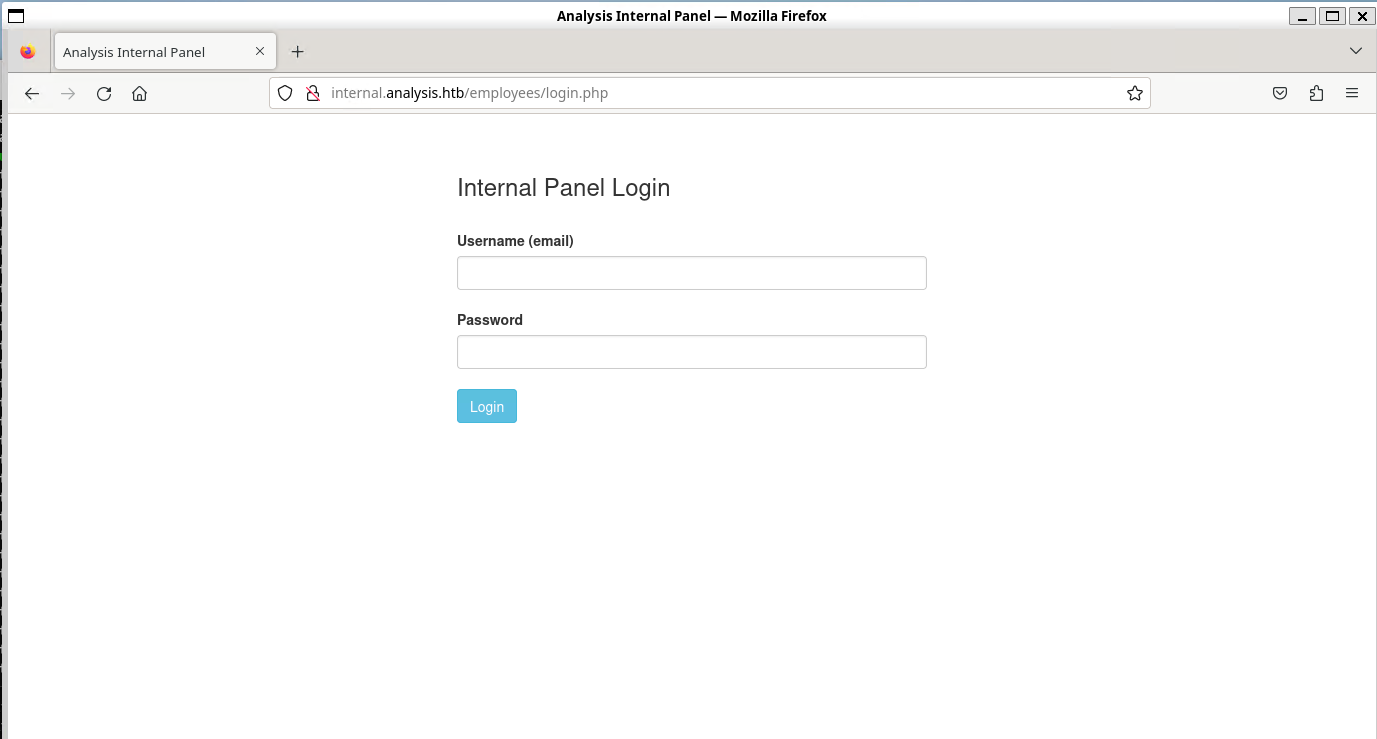 Analysis Internal Panel — Mozilla Firefox
Analysis Internal Panel
internal.analysis.htb/employees/login.php
Internal Panel Login
Username (email)
Password
Login